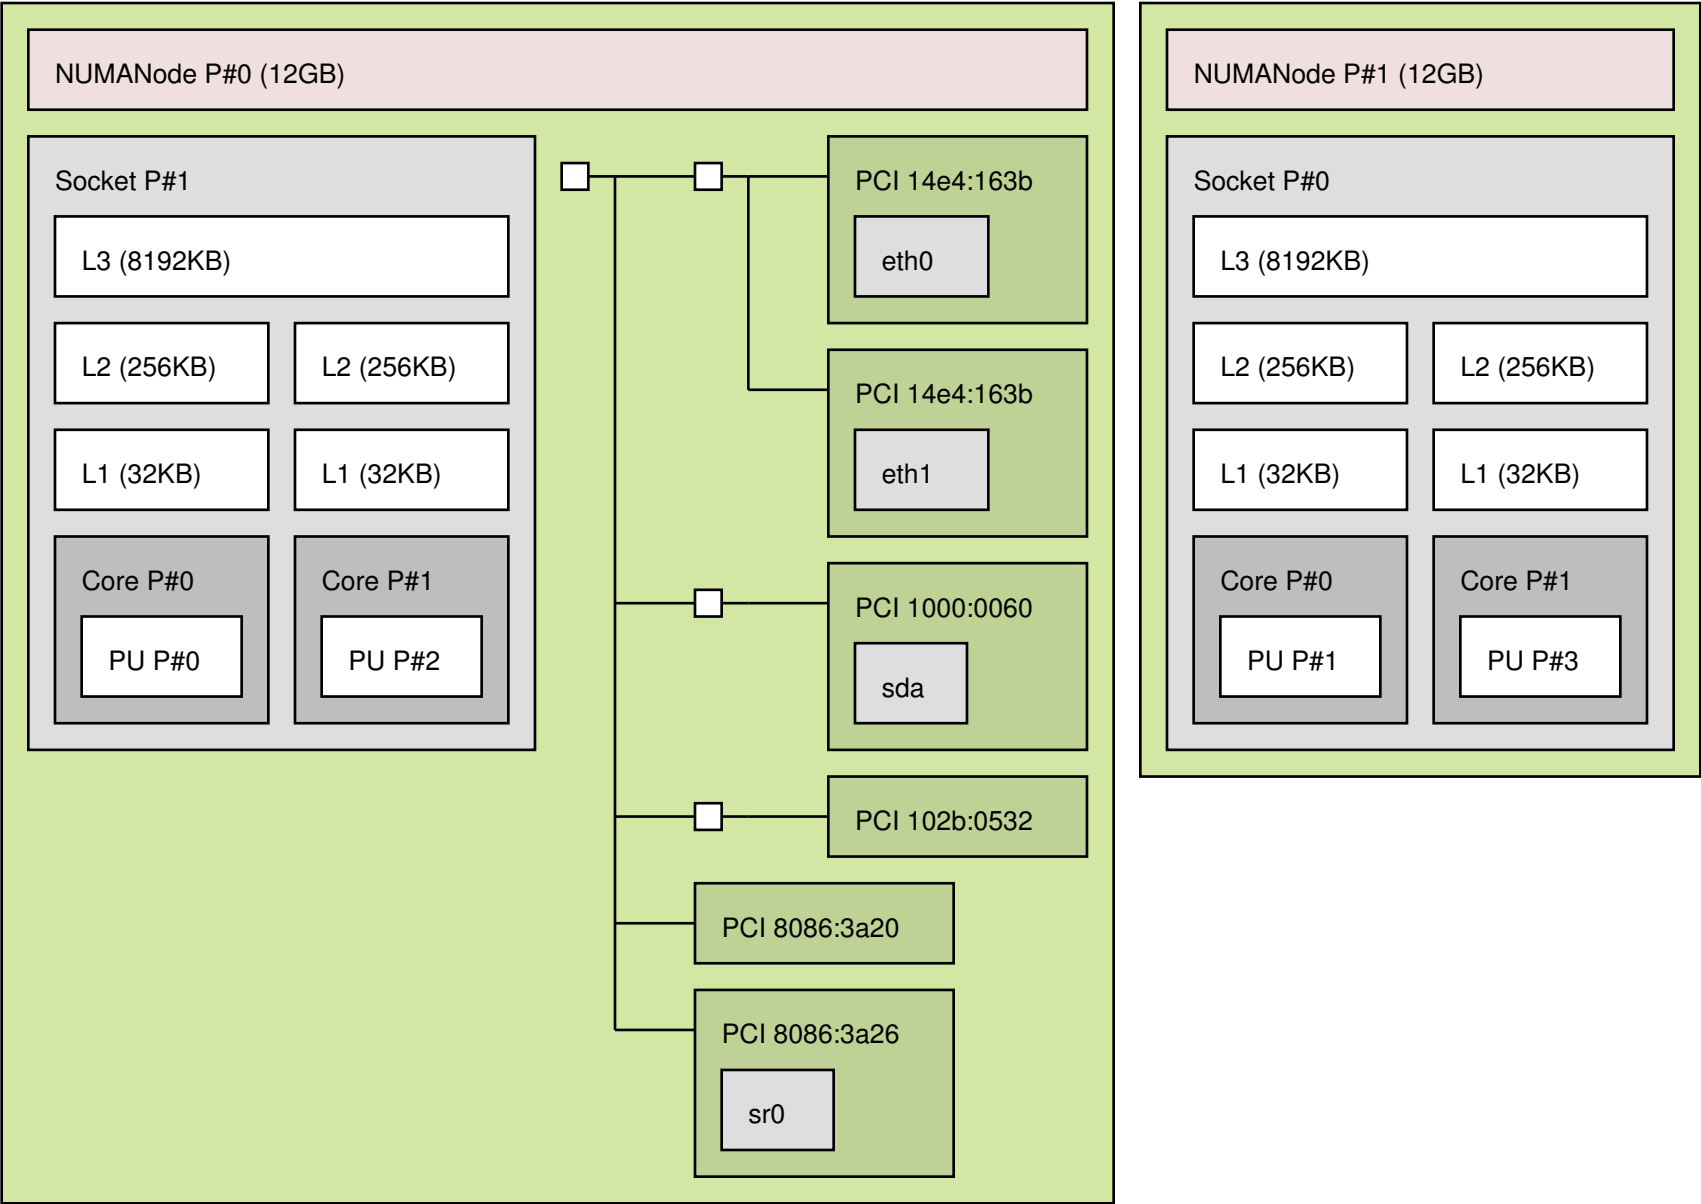 NUMANode P#0 (12GB)
Socket P#1
L3 (8192KB)
L2 (256KB)
L2 (256KB)
L1 (32KB)
L1 (32KB)
Core P#0
PU P#0
Core P#1
PU P#2
PCI 14e4:163b
eth0
PCI 14e4:163b
eth1
PCI 1000:0060
sda
PCI 102b:0532
PCI 8086:3a20
PCI 8086:3a26
sr0
NUMANode P#1 (12GB)
Socket P#0
L3 (8192KB)
L2 (256KB)
L2 (256KB)
L1 (32KB)
L1 (32KB)
Core P#0
PU P#1
Core P#1
PU P#3